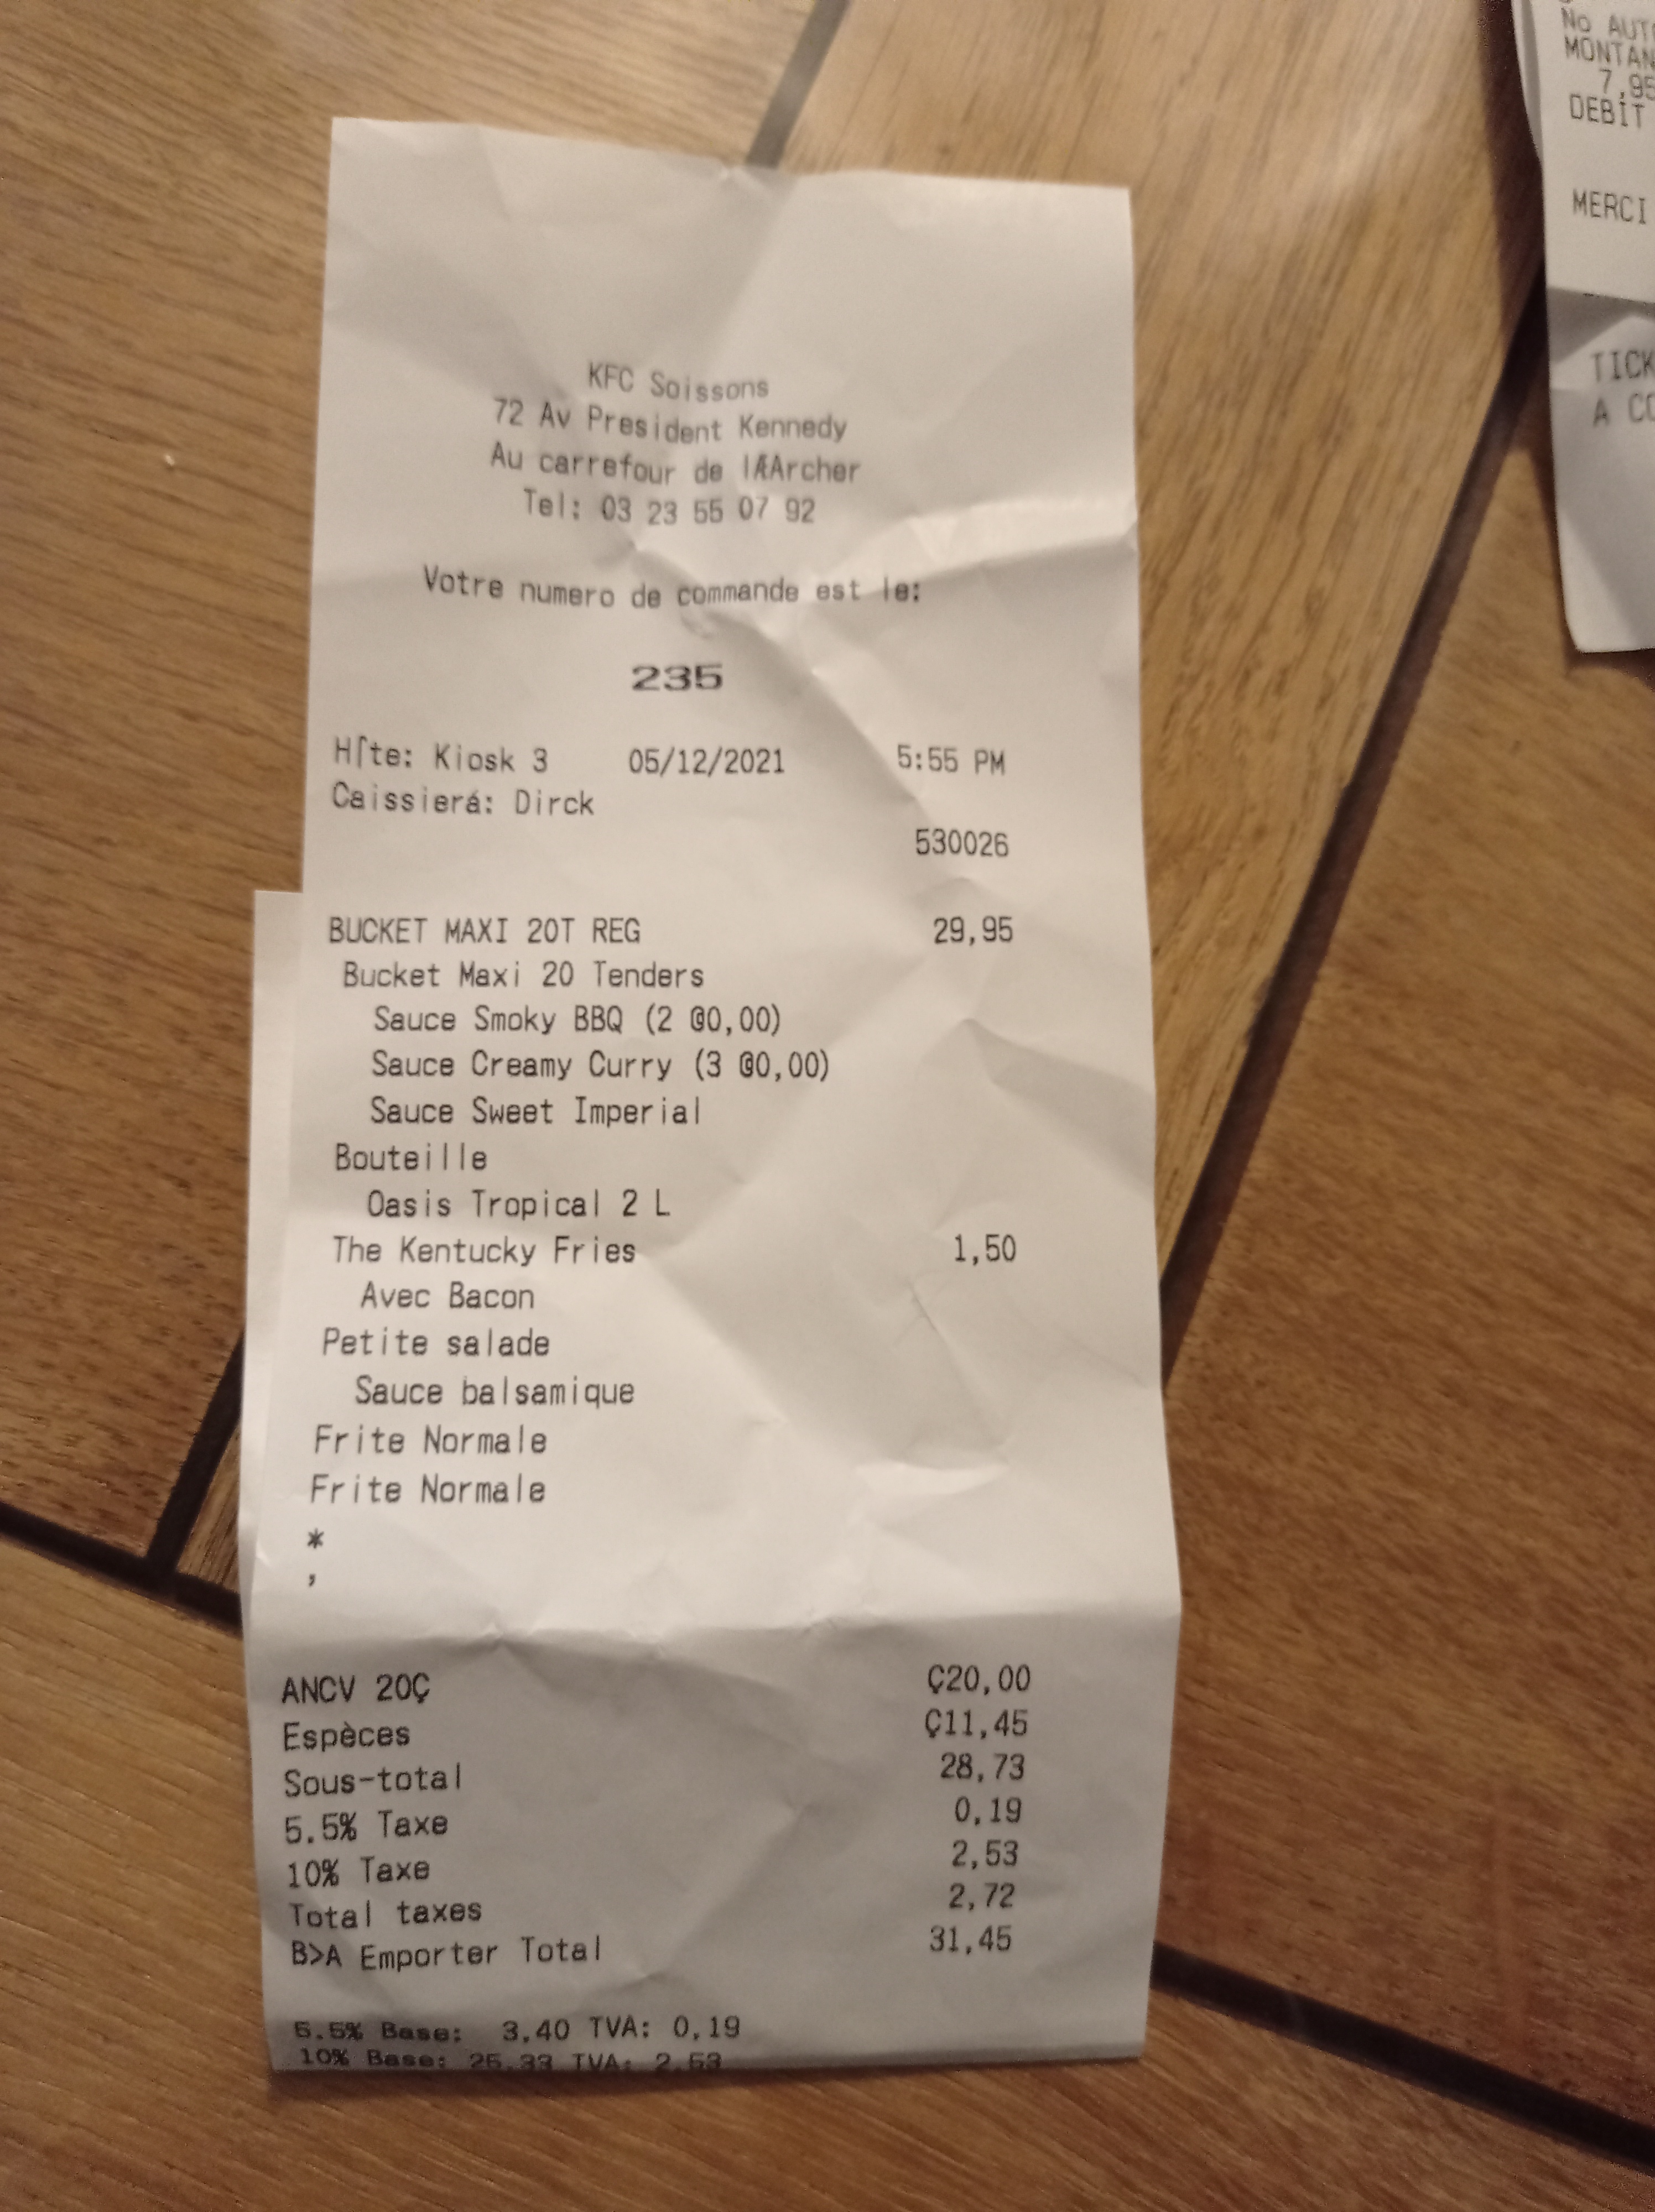 KFC Soissons
72 Av President Kennedy
Au carrefour de lÆArcher
Tel: 03 23 55 07 92
Votre numero de commande est le:
235
H⌠te: Kiosk 3 05/12/2021 5:55 PM
Caissierá: Dirck
530026
BUCKET MAXI 20T REG 29,95
Bucket Maxi 20 Tenders
Sauce Smoky BBQ (2 @0,00)
Sauce Creamy Curry (3 @0,00)
Sauce Sweet Imperial
Bouteille
Oasis Tropical 2 L
The Kentucky Fries 1,50
Avec Bacon
Petite salade
Sauce balsamique
Frite Normale
Frite Normale
*
,
ANCV 20Ç Ç20,00
Espèces Ç11,45
Sous-total 28,73
5.5% Taxe 0,19
10% Taxe 2,53
Total taxes 2,72
B>A Emporter Total 31,45
5.5% Base: 3,40 TVA: 0,19
10% Base: 25,33 TVA: 2,53
No AUT
MONTAN
7,95
DEBIT
MERCI
TICK
A CO